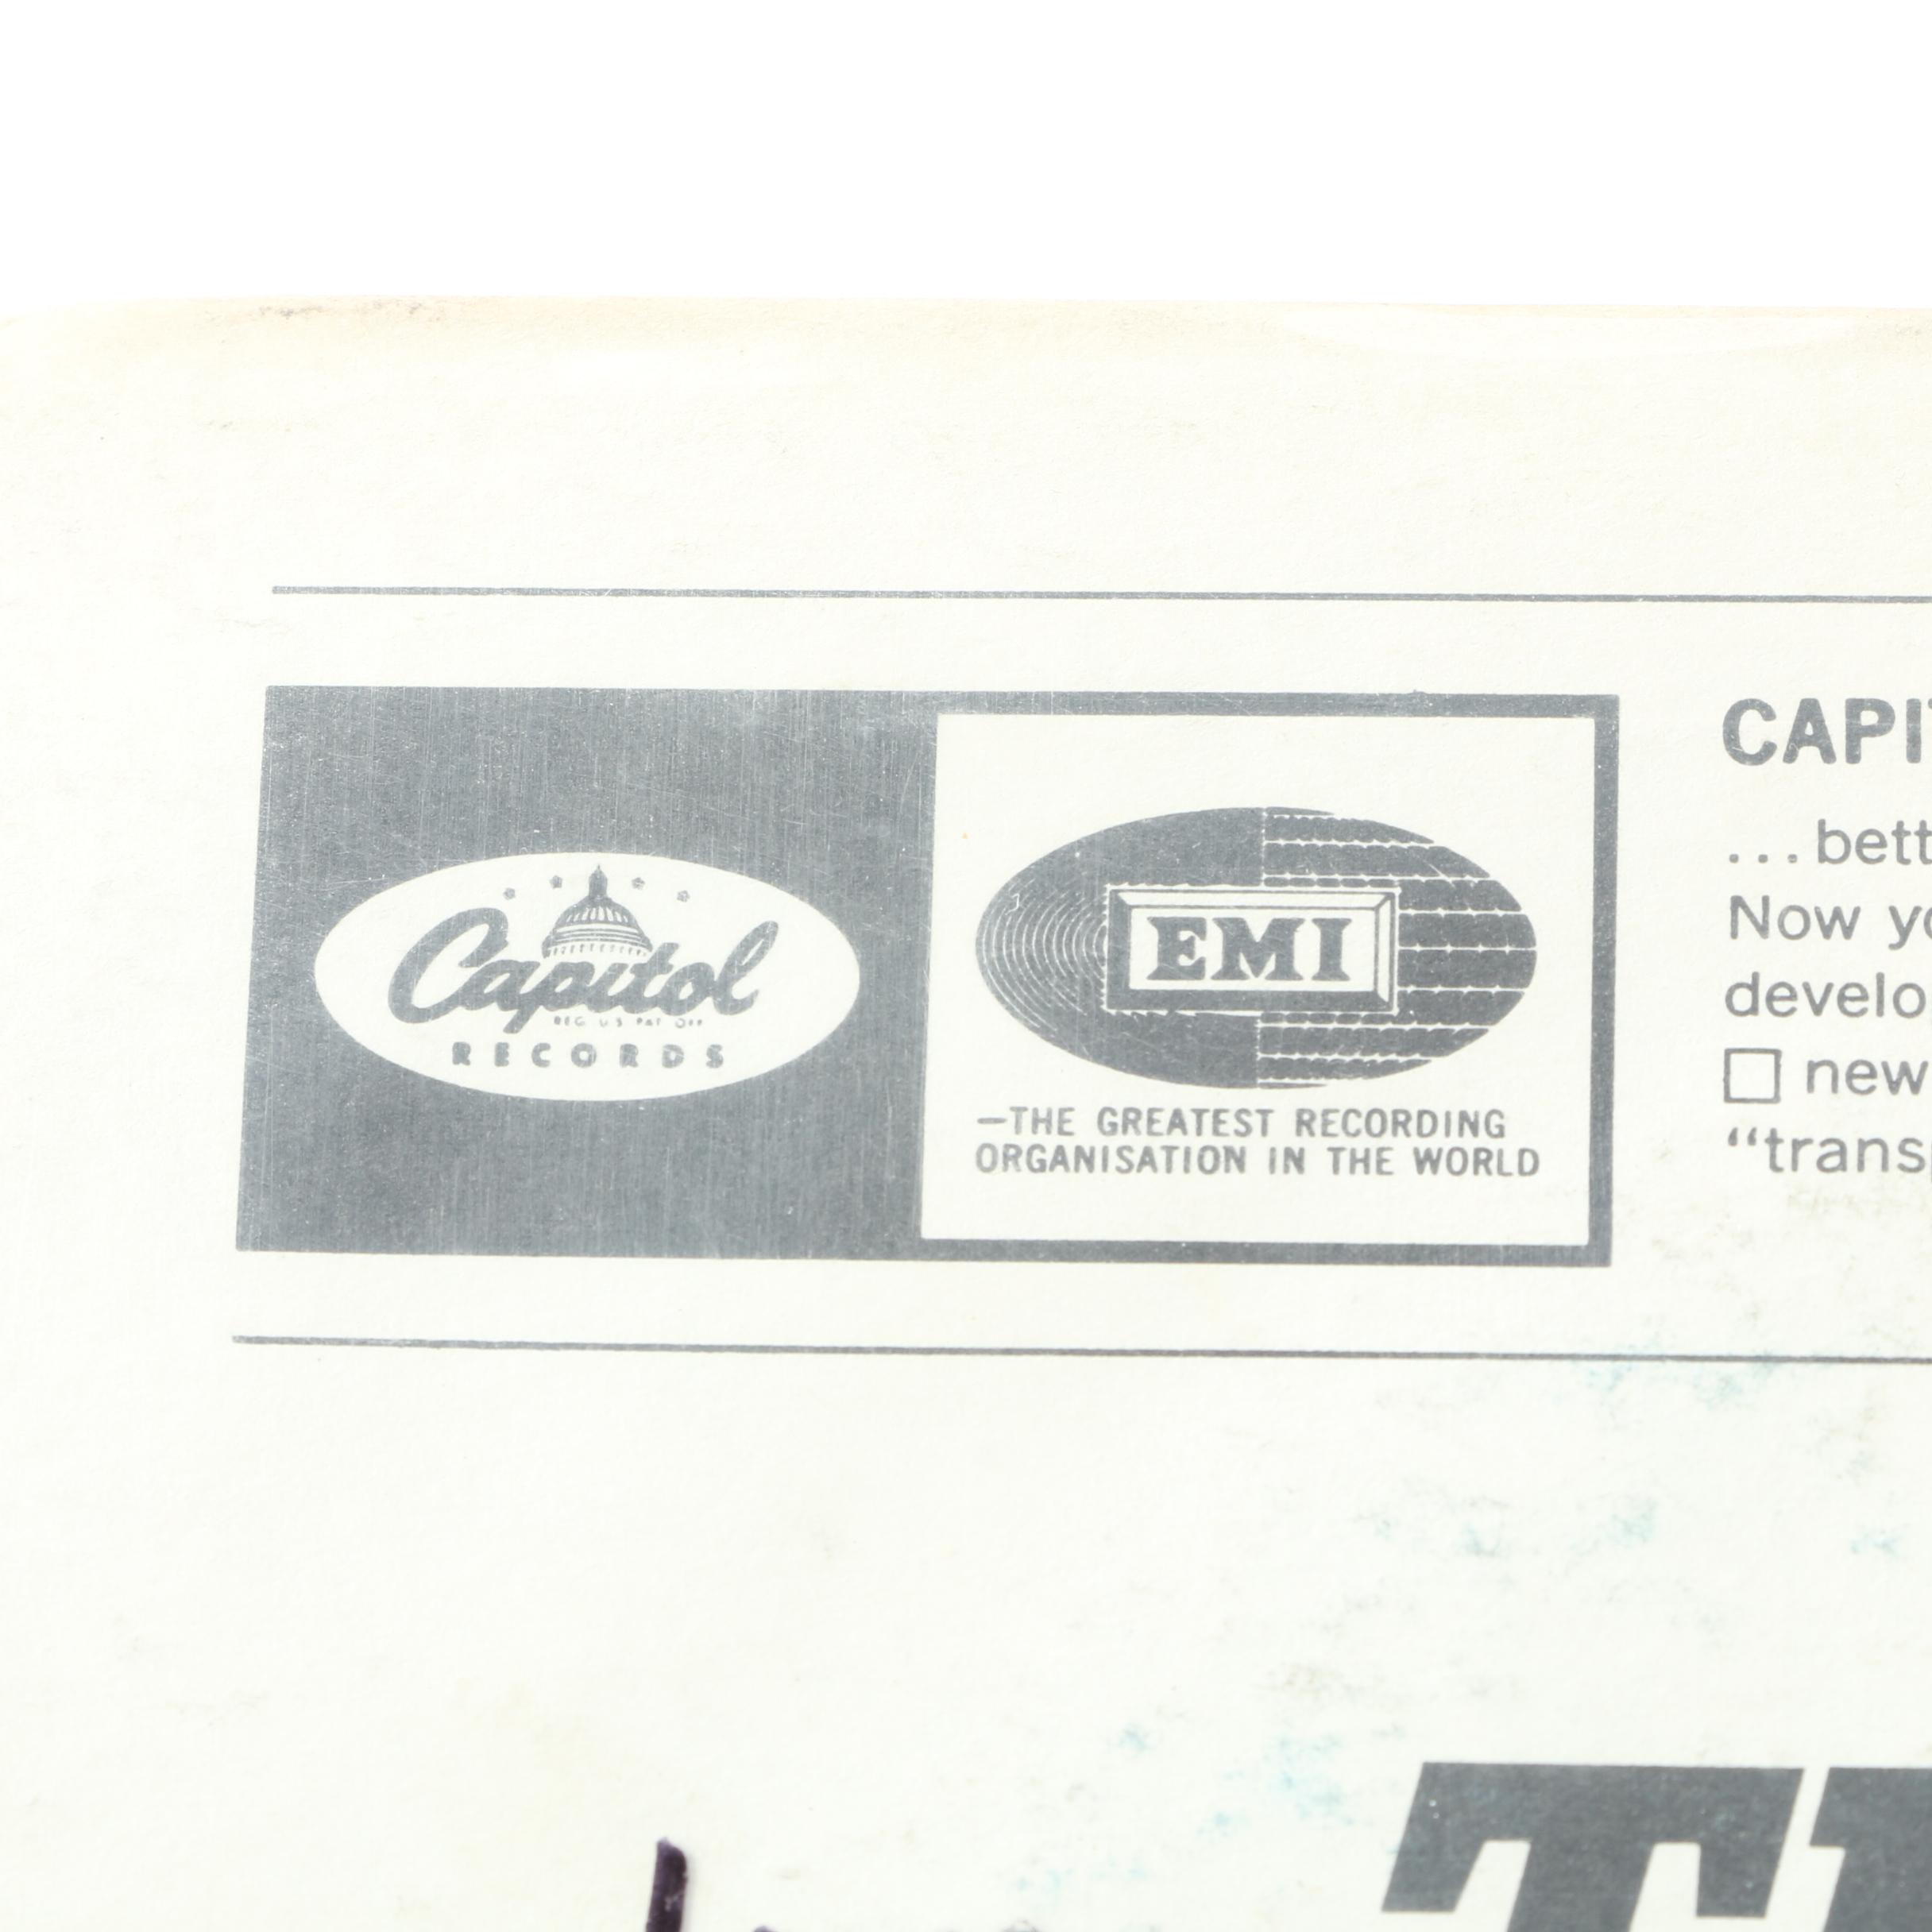 Capitol
REG. U.S. PAT. OFF.
RECORDS
EMI
—THE GREATEST RECORDING
ORGANISATION IN THE WORLD
CAPI
...bett
Now yo
develo
□ new
“trans